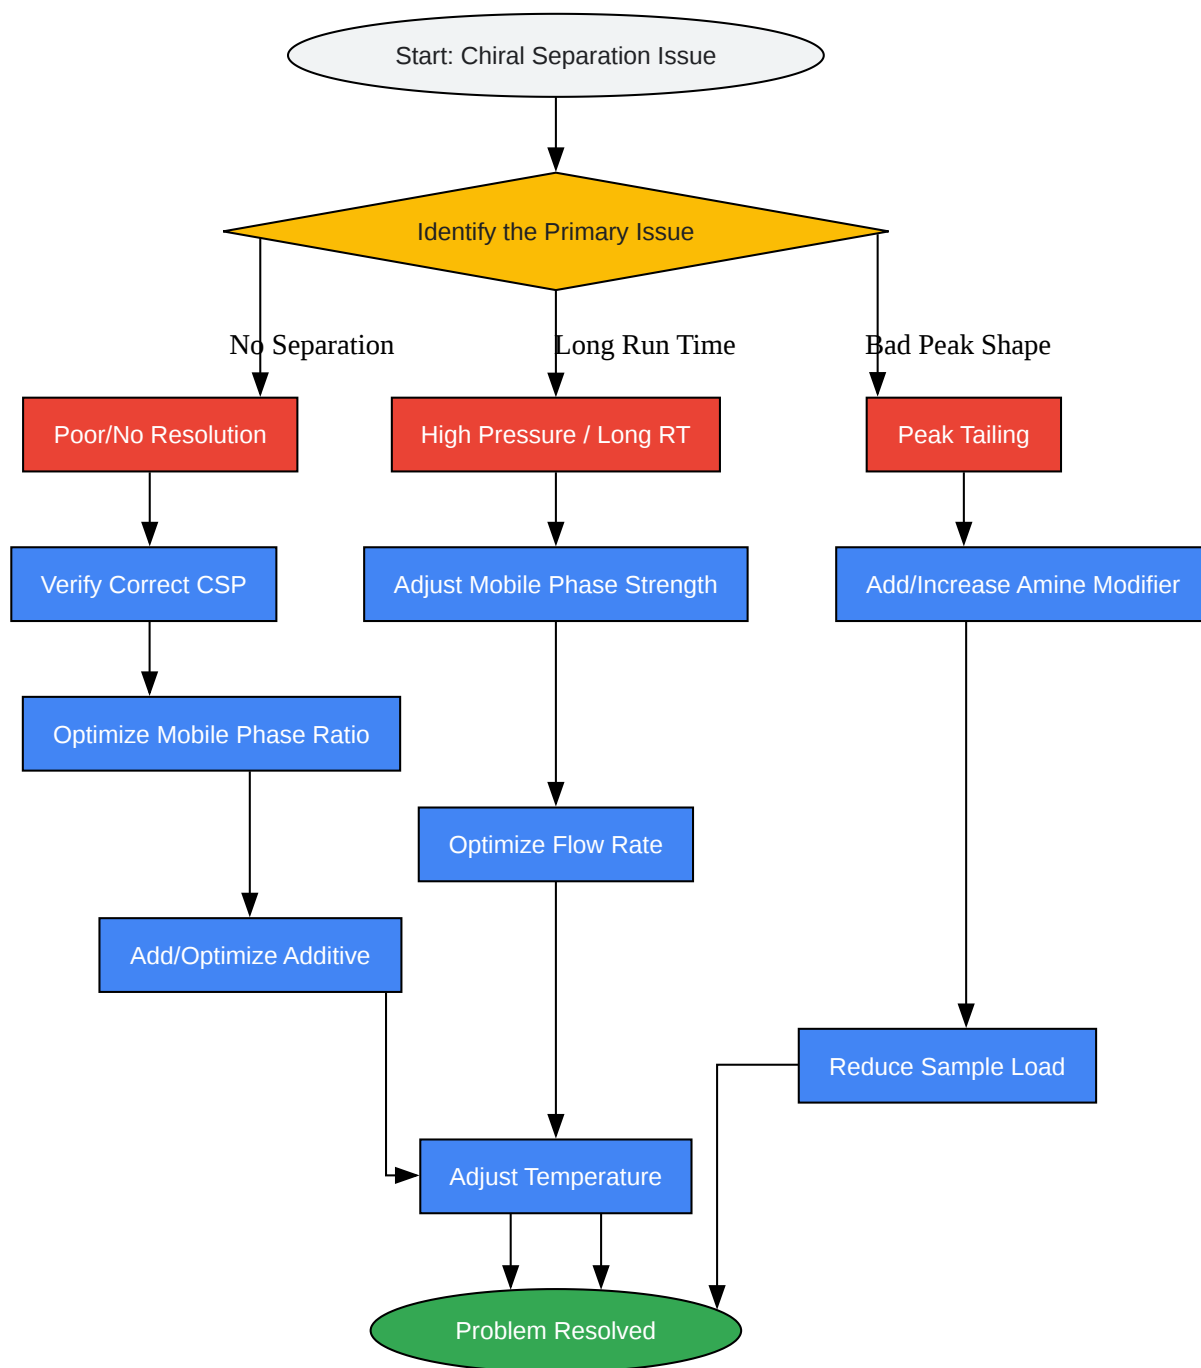 Start: Chiral Separation Issue
Identify the Primary Issue
No Separation
Long Run Time
Bad Peak Shape
Poor/No Resolution
High Pressure / Long RT
Peak Tailing
Verify Correct CSP
Adjust Mobile Phase Strength
Add/Increase Amine Modifier
Optimize Mobile Phase Ratio
Optimize Flow Rate
Add/Optimize Additive
Reduce Sample Load
Adjust Temperature
Problem Resolved